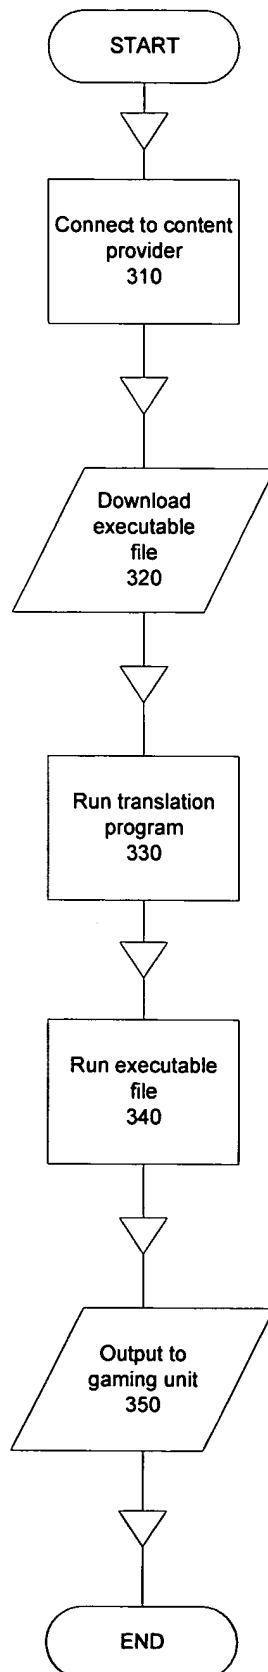 START
Connect to content
provider
310
Download
executable
file
320
Run translation
program
330
Run executable
file
340
Output to
gaming unit
350
END